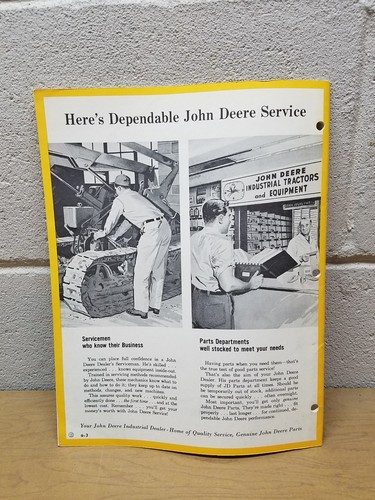 Here's Dependable John Deere Service
JOHN DEERE
INDUSTRIAL TRACTORS
and EQUIPMENT
Servicemen
who know their Business
You can place full confidence in a John
Deere Dealer's Servicemen. He's skilled . .
experienced . . . knows equipment inside-out.
Trained in servicing methods recommended
by John Deere, these mechanics know what to
do and how to do it; they keep up to date on
methods, changes, and new machines.
This assures quality work . . . quickly and
efficiently done . . . the first time . . . and at the
lowest cost. Remember . . . you'll get your
money's worth with John Deere Service!
Parts Departments
well stocked to meet your needs
Having parts when you need them—that's
the true test of good parts service!
That's also the aim of your John Deere
Dealer. His parts department keeps a good
supply of JD Parts at all times. Should he
be temporarily out of stock, additional parts
can be secured quickly . . . often overnight.
Most important, you'll get only genuine
John Deere Parts. They're made right . . . fit
properly . . . last longer . . . for continued, de-
pendable John Deere performance.
Your John Deere Industrial Dealer - Home of Quality Service, Genuine John Deere Parts